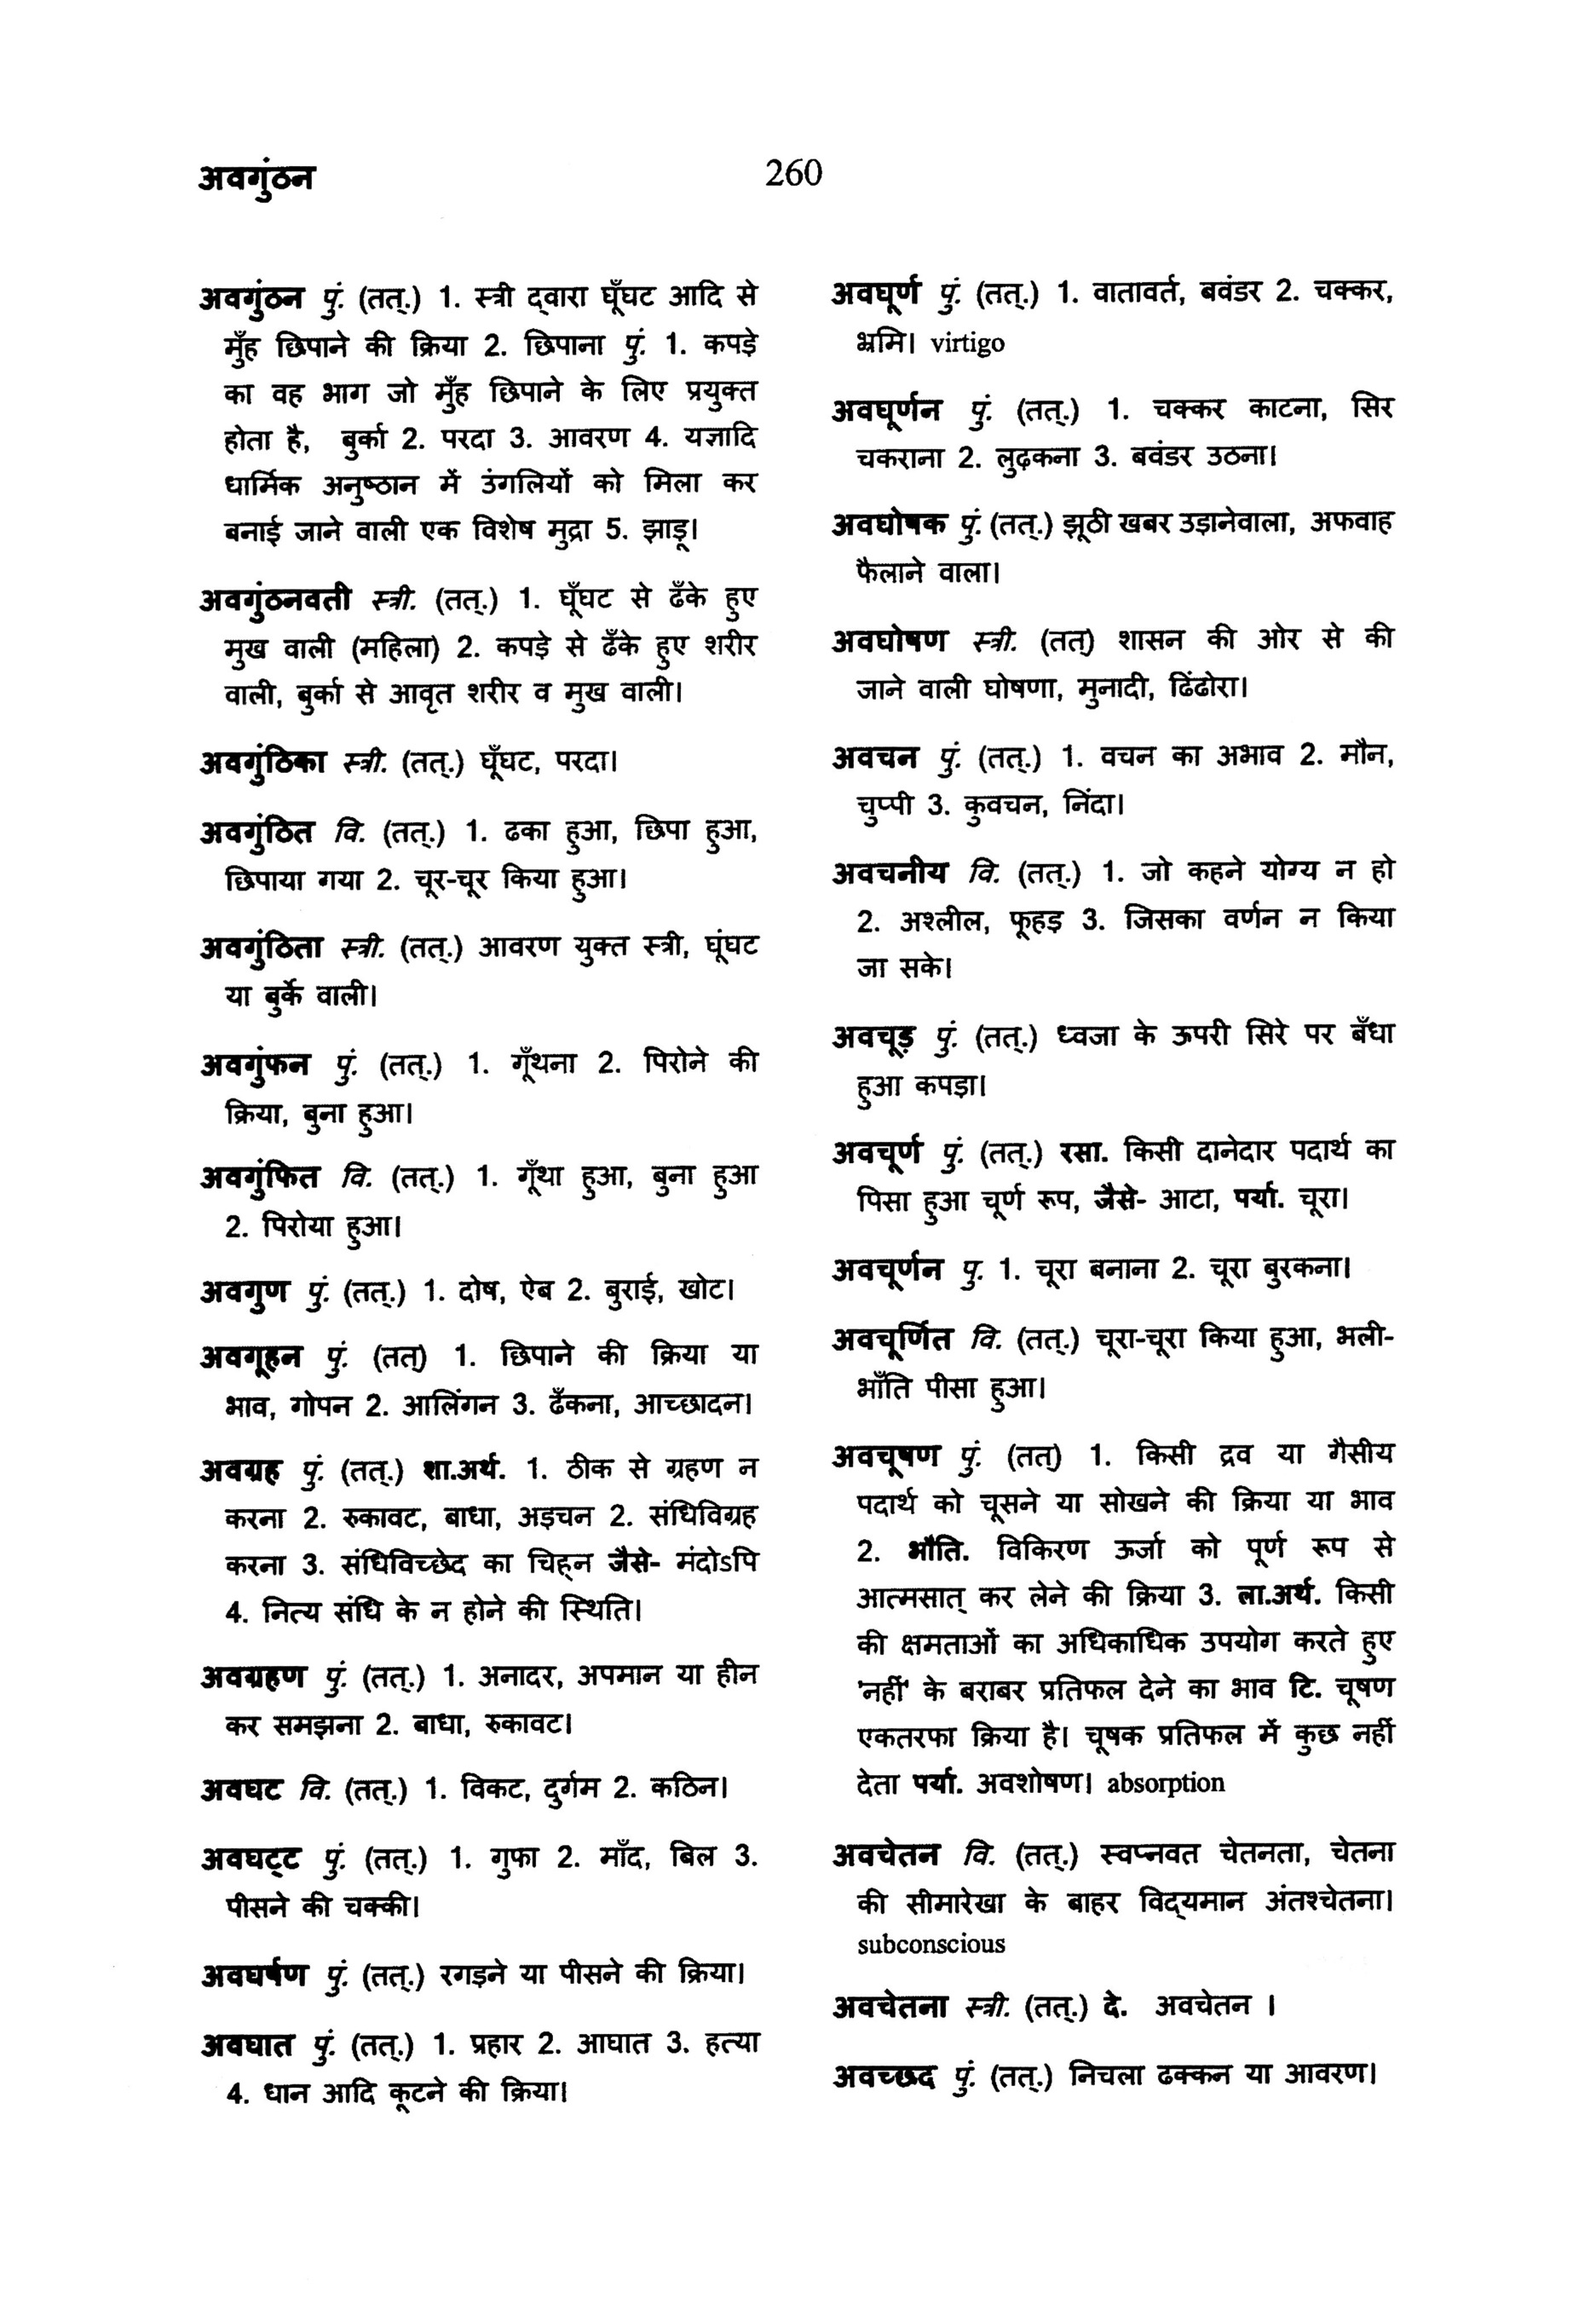 अवगुंठन
260
अवगुंठन पुं. (तत्.) 1. स्त्री द्वारा घूँघट आदि से
मुँह छिपाने की क्रिया 2. छिपाना पुं. 1. कपड़े
का वह भाग जो मुँह छिपाने के लिए प्रयुक्त
होता है, बुर्का 2. परदा 3. आवरण 4. यज्ञादि
धार्मिक अनुष्ठान में उंगलियों को मिला कर
बनाई जाने वाली एक विशेष मुद्रा 5. झाडू।
अवगुंठनवती स्त्री. (तत्.) 1. घूँघट से ढँके हुए
मुख वाली (महिला) 2. कपड़े से ढँके हुए शरीर
वाली, बुर्का से आवृत शरीर व मुख वाली।
अवगुंठिका स्त्री. (तत्.) घूँघट, परदा।
अवगुंठित वि. (तत्.) 1. ढका हुआ, छिपा हुआ,
छिपाया गया 2. चूर-चूर किया हुआ।
अवगुंठिता स्त्री. (तत्.) आवरण युक्त स्त्री, घूंघट
या बुर्के वाली।
अवगुंफन पुं. (तत्.) 1. गूँथना 2. पिरोने की
क्रिया, बुना हुआ।
अवगुंफित वि. (तत्.) 1. गूँथा हुआ, बुना हुआ
2. पिरोया हुआ।
अवगुण पुं. (तत्.) 1. दोष, ऐब 2. बुराई, खोट।
अवगूहन पुं. (तत्) 1. छिपाने की क्रिया या
भाव, गोपन 2. आलिंगन 3. ढँकना, आच्छादन।
अवग्रह पुं. (तत्.) शा.अर्थ. 1. ठीक से ग्रहण न
करना 2. रुकावट, बाधा, अड़चन 2. संधिविग्रह
करना 3. संधिविच्छेद का चिह्न जैसे- मंदोऽपि
4. नित्य संधि के न होने की स्थिति।
अवग्रहण पुं. (तत्.) 1. अनादर, अपमान या हीन
कर समझना 2. बाधा, रुकावट।
अवघट वि. (तत्.) 1. विकट, दुर्गम 2. कठिन।
अवघट्ट पुं. (तत्.) 1. गुफा 2. माँद, बिल 3.
पीसने की चक्की।
अवघर्षण पुं. (तत्.) रगड़ने या पीसने की क्रिया।
अवघात पुं. (तत्.) 1. प्रहार 2. आघात 3. हत्या
4. धान आदि कूटने की क्रिया।
अवघूर्ण पुं. (तत्.) 1. वातावर्त, बवंडर 2. चक्कर,
भ्रमि। virtigo
अवघूर्णन पुं. (तत्.) 1. चक्कर काटना, सिर
चकराना 2. लुढ़कना 3. बवंडर उठना।
अवघोषक पुं. (तत्.) झूठी खबर उड़ानेवाला, अफवाह
फैलाने वाला।
अवघोषण स्त्री. (तत्) शासन की ओर से की
जाने वाली घोषणा, मुनादी, ढिंढोरा।
अवचन पुं. (तत्.) 1. वचन का अभाव 2. मौन,
चुप्पी 3. कुवचन, निंदा।
अवचनीय वि. (तत्.) 1. जो कहने योग्य न हो
2. अश्लील, फूहड़ 3. जिसका वर्णन न किया
जा सके।
अवचूड़ पुं. (तत्.) ध्वजा के ऊपरी सिरे पर बँधा
हुआ कपड़ा।
अवचूर्ण पुं. (तत्.) रसा. किसी दानेदार पदार्थ का
पिसा हुआ चूर्ण रूप, जैसे- आटा, पर्या. चूरा।
अवचूर्णन पु. 1. चूरा बनाना 2. चूरा बुरकना।
अवचूर्णित वि. (तत्.) चूरा-चूरा किया हुआ, भली-
भाँति पीसा हुआ।
अवचूषण पुं. (तत्) 1. किसी द्रव या गैसीय
पदार्थ को चूसने या सोखने की क्रिया या भाव
2. भौति. विकिरण ऊर्जा को पूर्ण रूप से
आत्मसात् कर लेने की क्रिया 3. ला.अर्थ. किसी
की क्षमताओं का अधिकाधिक उपयोग करते हुए
'नहीं' के बराबर प्रतिफल देने का भाव टि. चूषण
एकतरफा क्रिया है। चूषक प्रतिफल में कुछ नहीं
देता पर्या. अवशोषण। absorption
अवचेतन वि. (तत्.) स्वप्नवत चेतनता, चेतना
की सीमारेखा के बाहर विद्यमान अंतश्चेतना।
subconscious
अवचेतना स्त्री. (तत्.) दे. अवचेतन ।
अवच्छद पुं. (तत्.) निचला ढक्कन या आवरण।